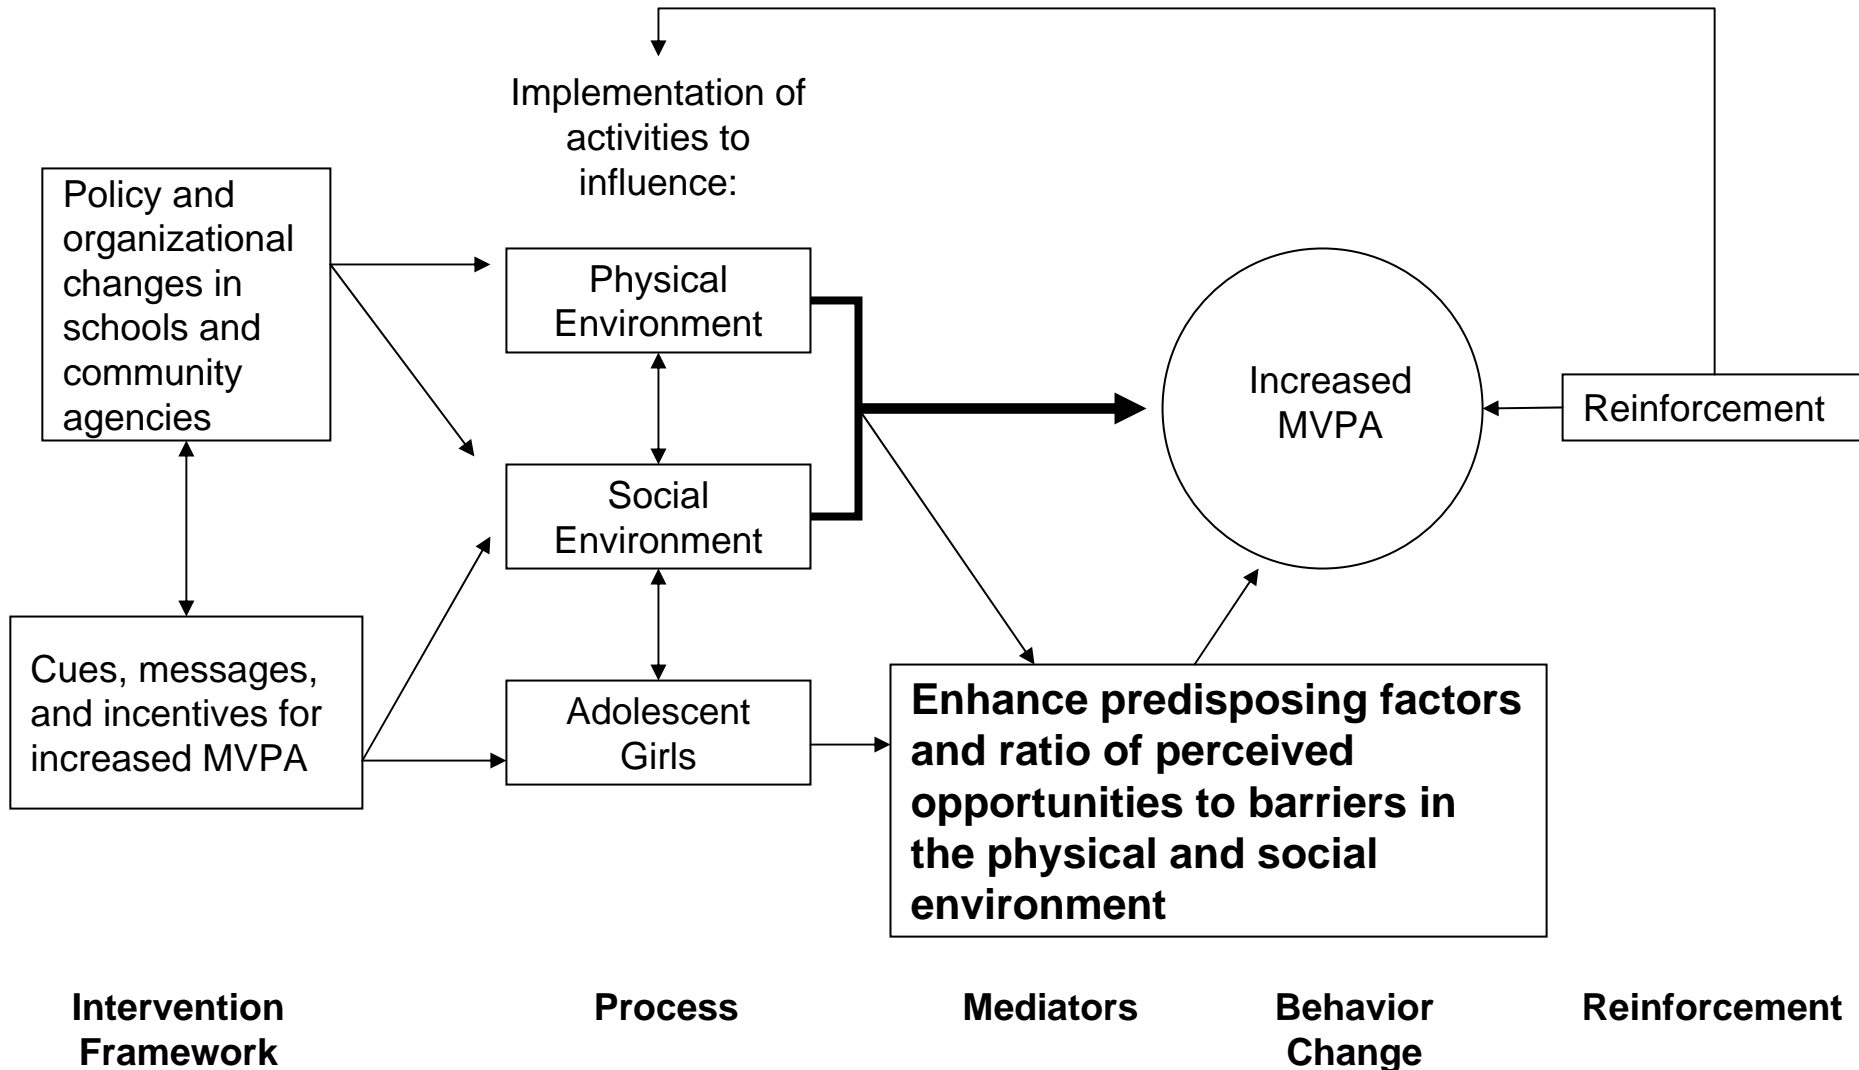 Implementation of
activities to
influence:
Policy and
organizational
changes in
schools and
community
agencies
Physical
Environment
Increased
MVPA
Reinforcement
Social
Environment
Cues, messages,
and incentives for
increased MVPA
Adolescent
Girls
Enhance predisposing factors
and ratio of perceived
opportunities to barriers in
the physical and social
environment
Intervention
Framework
Process
Mediators
Behavior
Change
Reinforcement